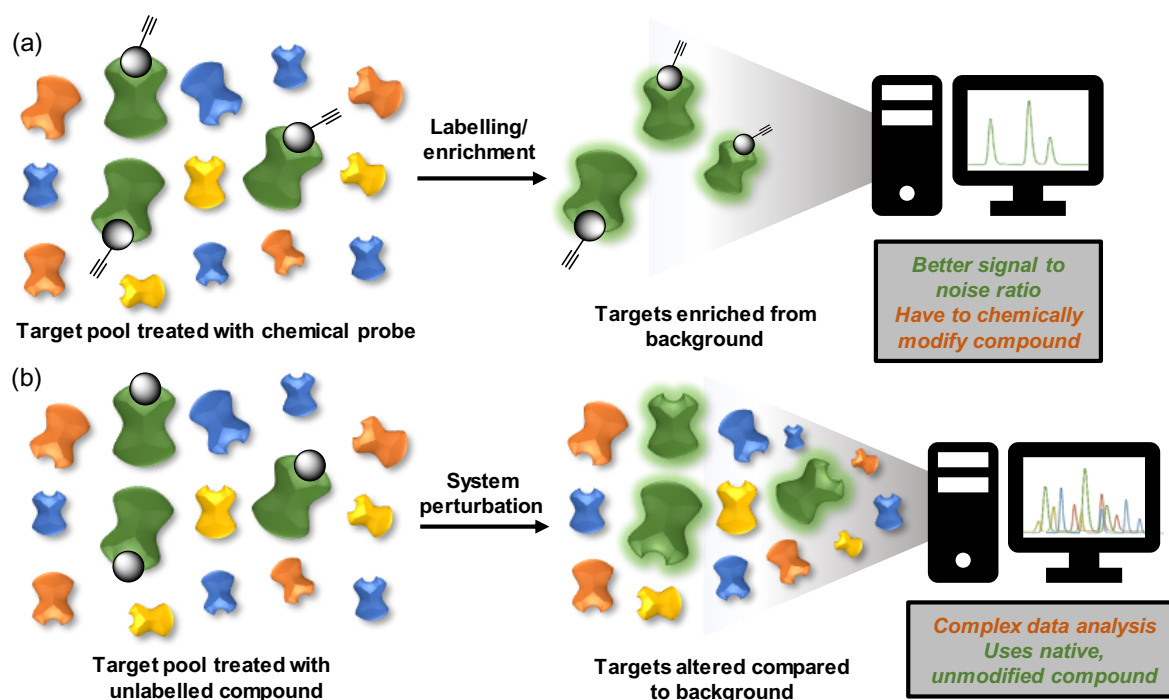 (a)
Labelling/
enrichment
Better signal to
noise ratio
Have to chemically
modify compound
Target pool treated with chemical probe
Targets enriched from
background
(b)
System
perturbation
Target pool treated with
unlabelled compound
Targets altered compared
to background
Complex data analysis
Uses native,
unmodified compound